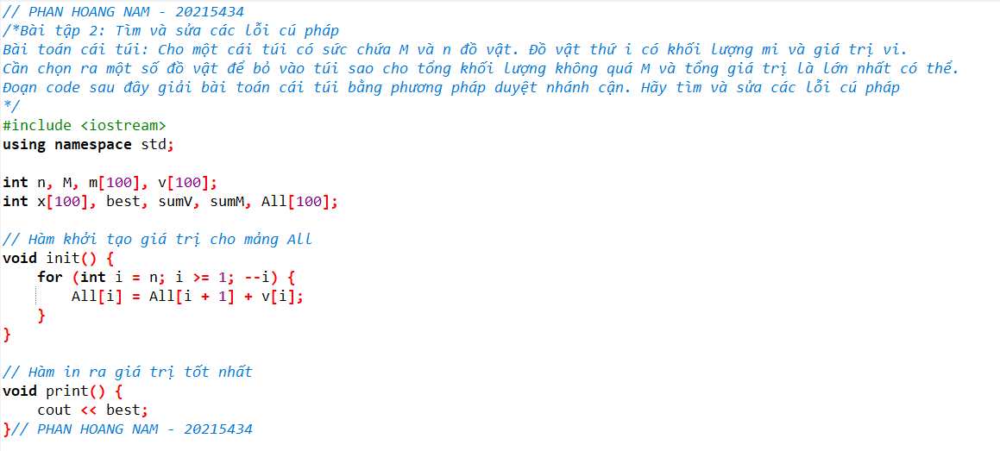 // PHAN HOANG NAM - 20215434
/*Bài tập 2: Tìm và sửa các lỗi cú pháp
Bài toán cái túi: Cho một cái túi có sức chứa M và n đồ vật. Đồ vật thứ i có khối lượng mi và giá trị vi.
Cần chọn ra một số đồ vật để bỏ vào túi sao cho tổng khối lượng không quá M và tổng giá trị là lớn nhất có thể.
Đoạn code sau đây giải bài toán cái túi bằng phương pháp duyệt nhánh cận. Hãy tìm và sửa các lỗi cú pháp
*/
#include <iostream>
using namespace std;

int n, M, m[100], v[100];
int x[100], best, sumV, sumM, All[100];

// Hàm khởi tạo giá trị cho mảng All
void init() {
    for (int i = n; i >= 1; --i) {
        All[i] = All[i + 1] + v[i];
    }
}

// Hàm in ra giá trị tốt nhất
void print() {
    cout << best;
}// PHAN HOANG NAM - 20215434